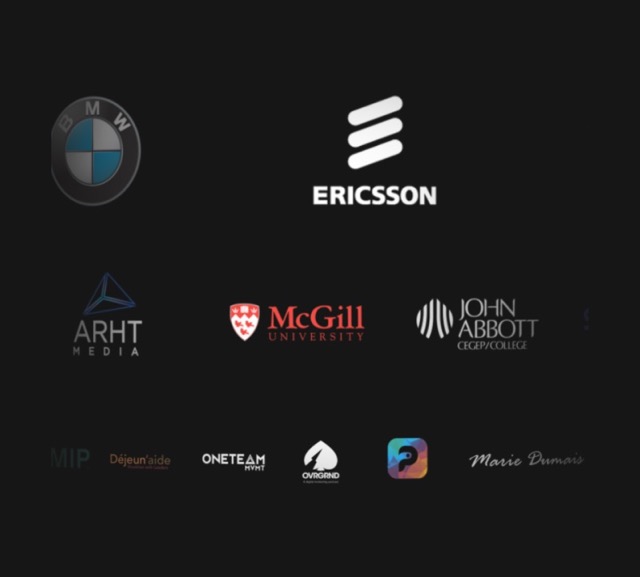 BMW
ERICSSON
ARHT
MEDIA
McGill
UNIVERSITY
JOHN
ABBOTT
CEGEP/COLLEGE
MIP
Déjeun'aide
ONETEAM
MVMT
OVRGRND
Marie Dumais